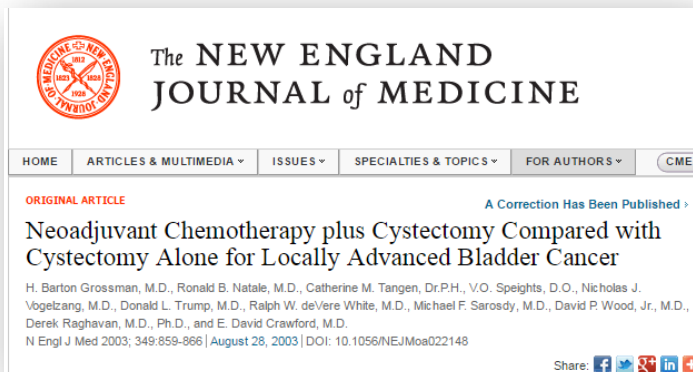 The NEW ENGLAND
JOURNAL of MEDICINE
HOME ARTICLES & MULTIMEDIA ISSUES SPECIALTIES & TOPICS FOR AUTHORS CME
ORIGINAL ARTICLE
A Correction Has Been Published ›
Neoadjuvant Chemotherapy plus Cystectomy Compared with
Cystectomy Alone for Locally Advanced Bladder Cancer
H. Barton Grossman, M.D., Ronald B. Natale, M.D., Catherine M. Tangen, Dr.P.H., V.O. Speights, D.O., Nicholas J.
Vogelzang, M.D., Donald L. Trump, M.D., Ralph W. deVere White, M.D., Michael F. Sarosdy, M.D., David P. Wood, Jr., M.D.,
Derek Raghavan, M.D., Ph.D., and E. David Crawford, M.D.
N Engl J Med 2003; 349:859-866 | August 28, 2003 | DOI: 10.1056/NEJMoa022148
Share: